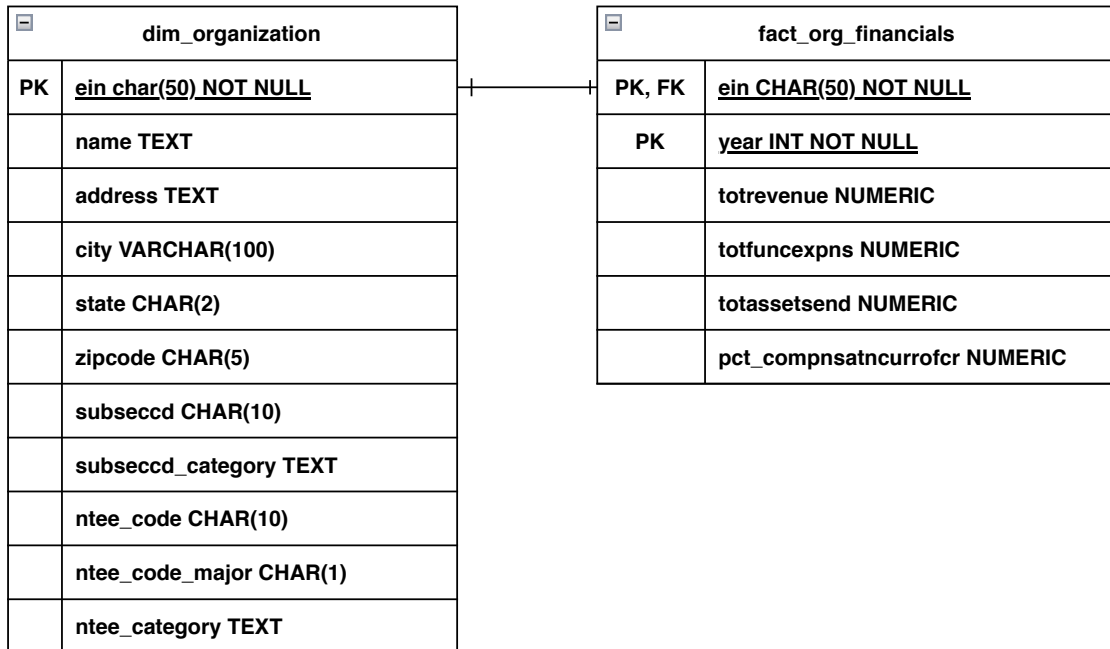 dim_organization
PK ein char(50) NOT NULL
name TEXT
address TEXT
city VARCHAR(100)
state CHAR(2)
zipcode CHAR(5)
subseccd CHAR(10)
subseccd_category TEXT
ntee_code CHAR(10)
ntee_code_major CHAR(1)
ntee_category TEXT
fact_org_financials
PK, FK ein CHAR(50) NOT NULL
PK year INT NOT NULL
totrevenue NUMERIC
totfuncexpns NUMERIC
totassetsend NUMERIC
pct_compnsatncurrofcr NUMERIC